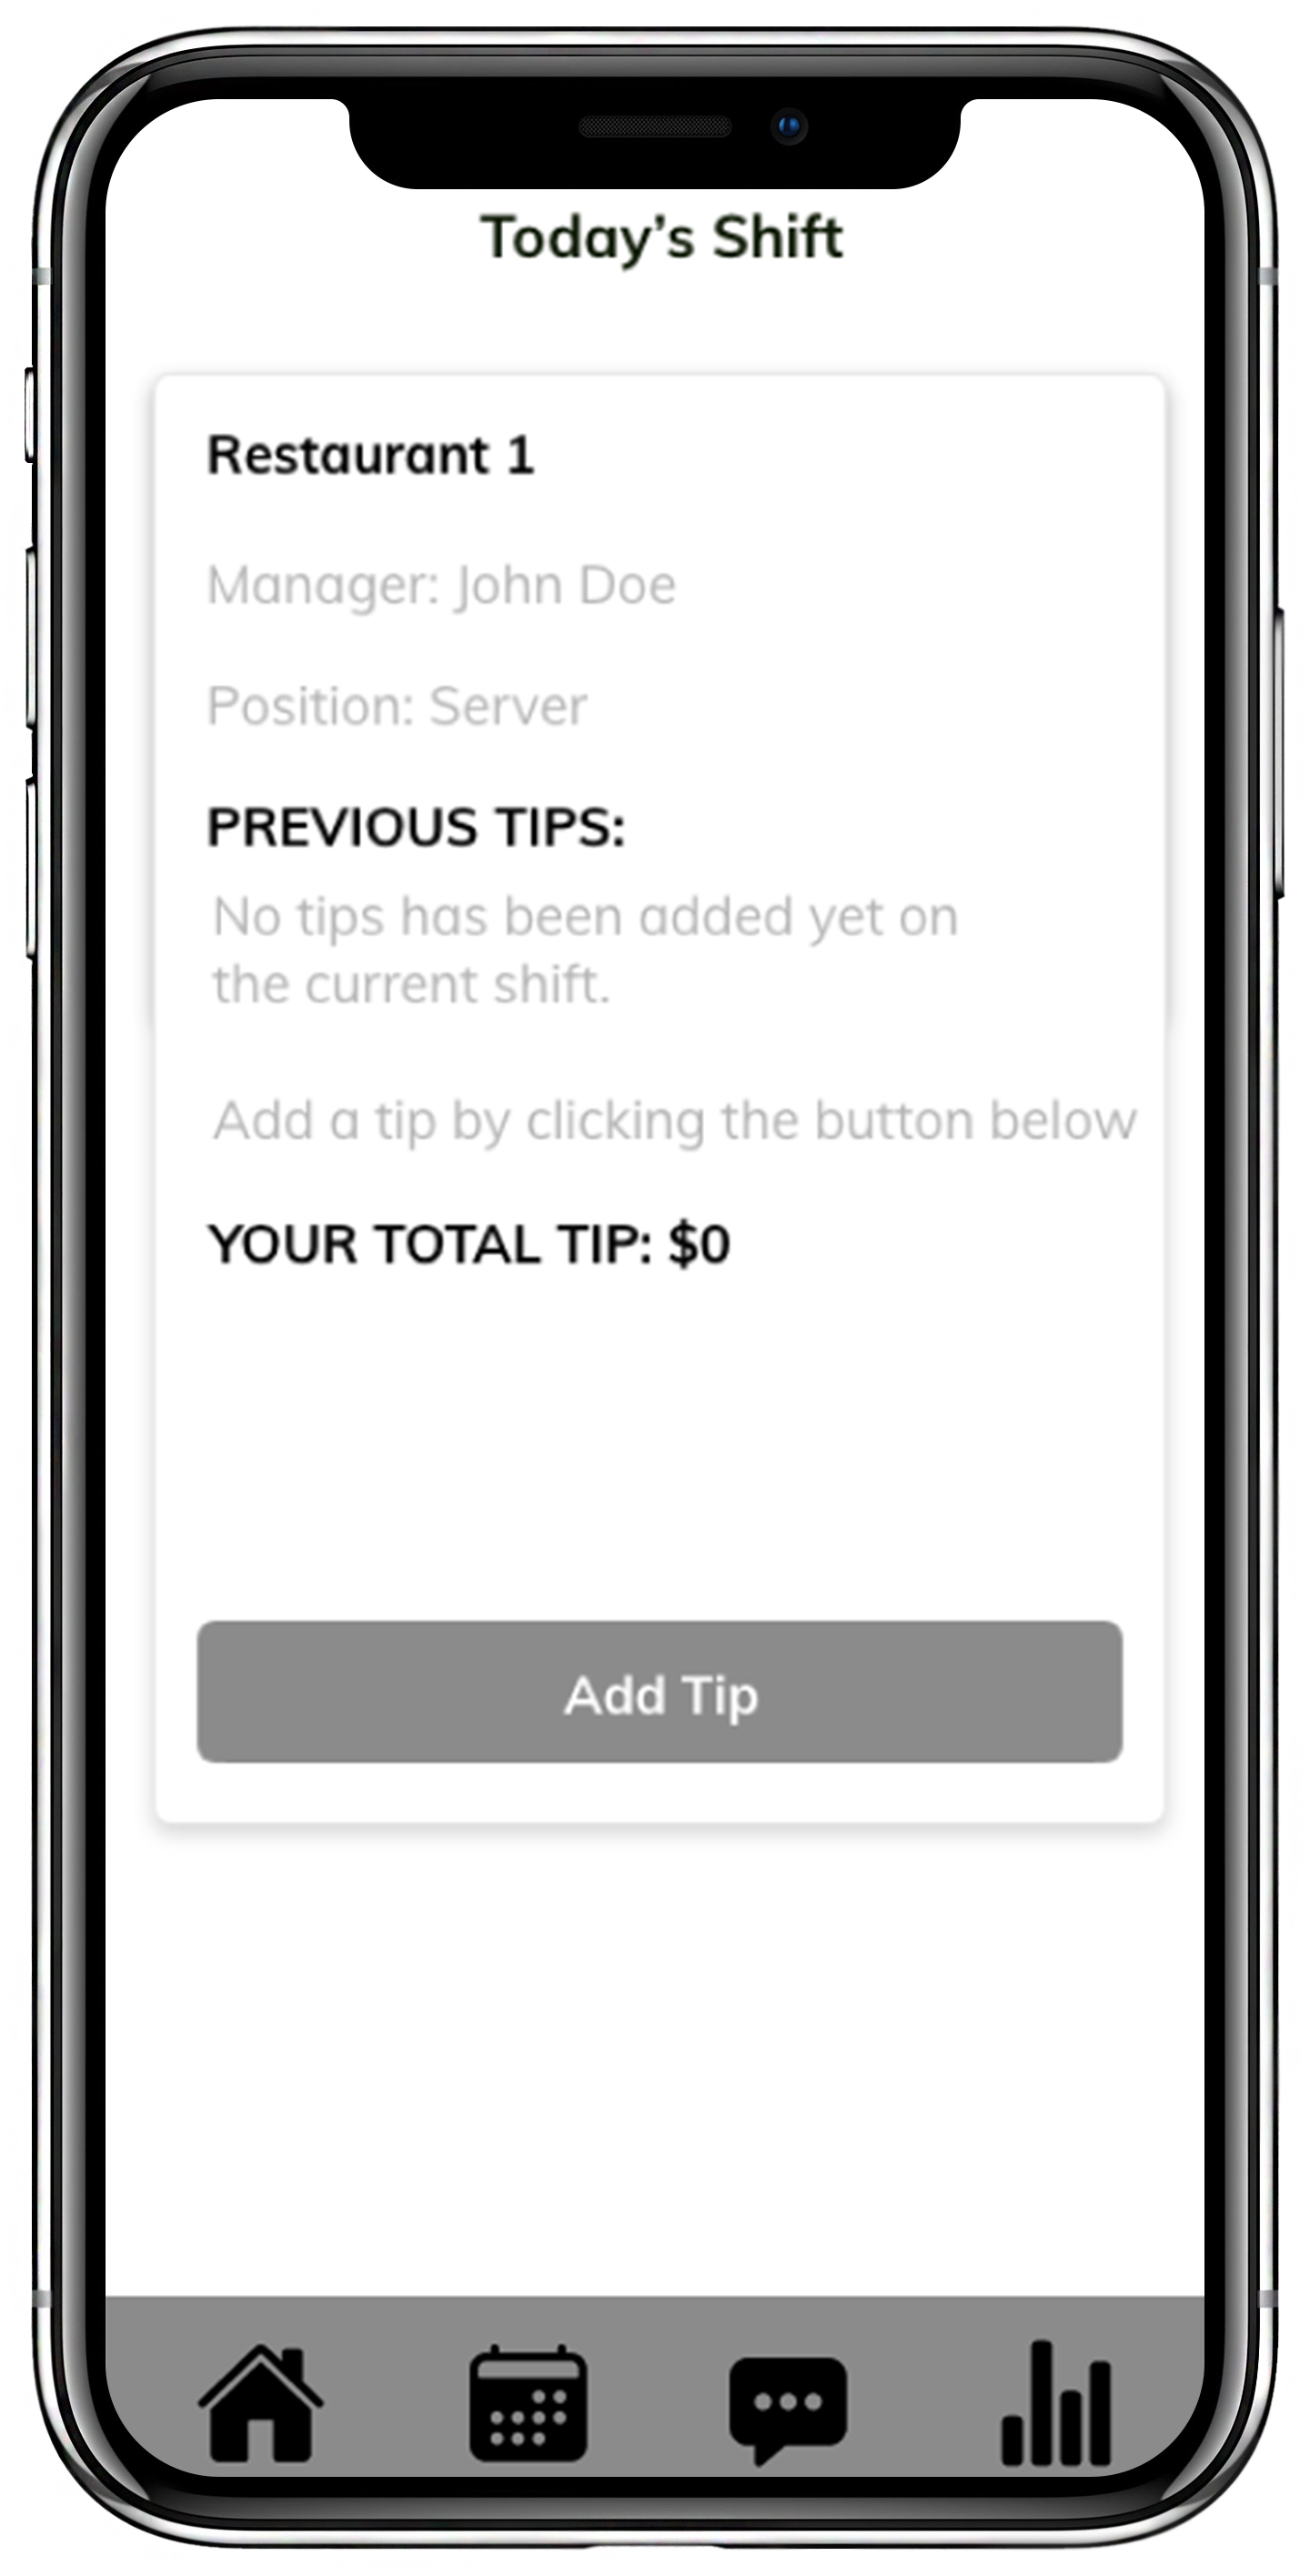 Today’s Shift
Restaurant 1
Manager: John Doe
Position: Server
PREVIOUS TIPS:
No tips has been added yet on
the current shift.
Add a tip by clicking the button below
YOUR TOTAL TIP: $0
Add Tip